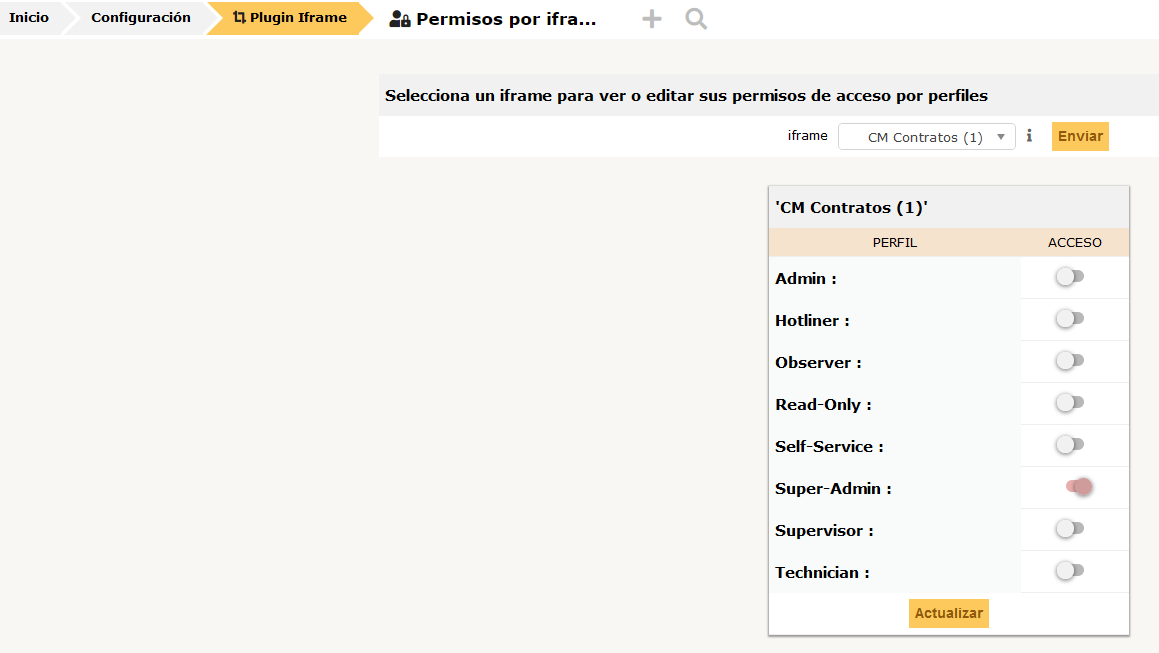 Inicio
Configuración
Plugin Iframe
Permisos por ifra...
Selecciona un iframe para ver o editar sus permisos de acceso por perfiles
iframe
CM Contratos (1)
Enviar
'CM Contratos (1)'
PERFIL ACCESO
Admin :
Hotliner :
Observer :
Read-Only :
Self-Service :
Super-Admin :
Supervisor :
Technician :
Actualizar